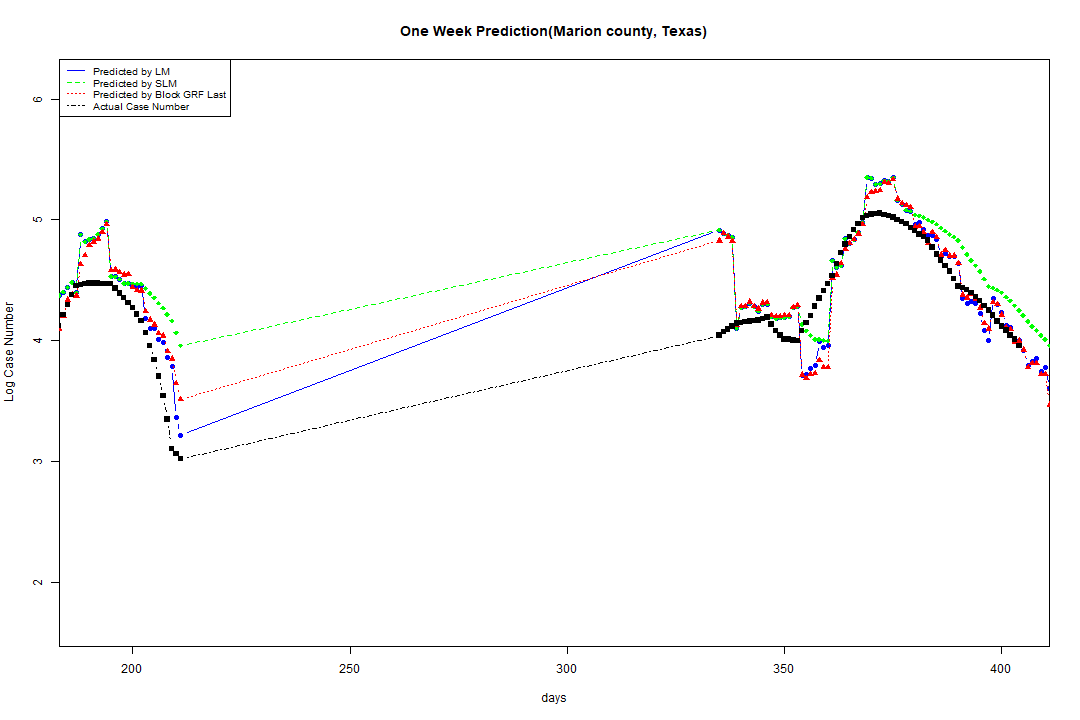 One Week Prediction(Marion county, Texas)
Predicted by LM
Predicted by SLM
Predicted by Block GRF Last
Actual Case Number
6
5
4
3
2
Log Case Number
200 250 300 350 400
days